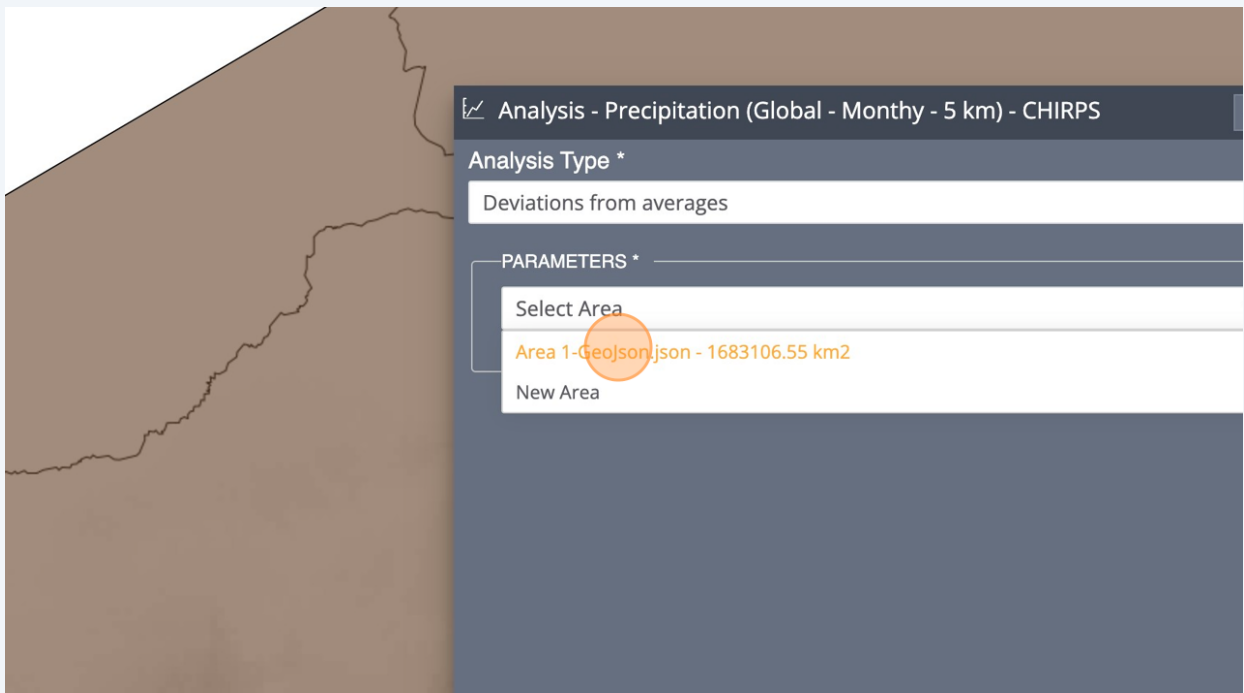 Analysis - Precipitation (Global - Monthy - 5 km) - CHIRPS
Analysis Type *
Deviations from averages
PARAMETERS *
Select Area
Area 1-GeoJson.json - 1683106.55 km2
New Area